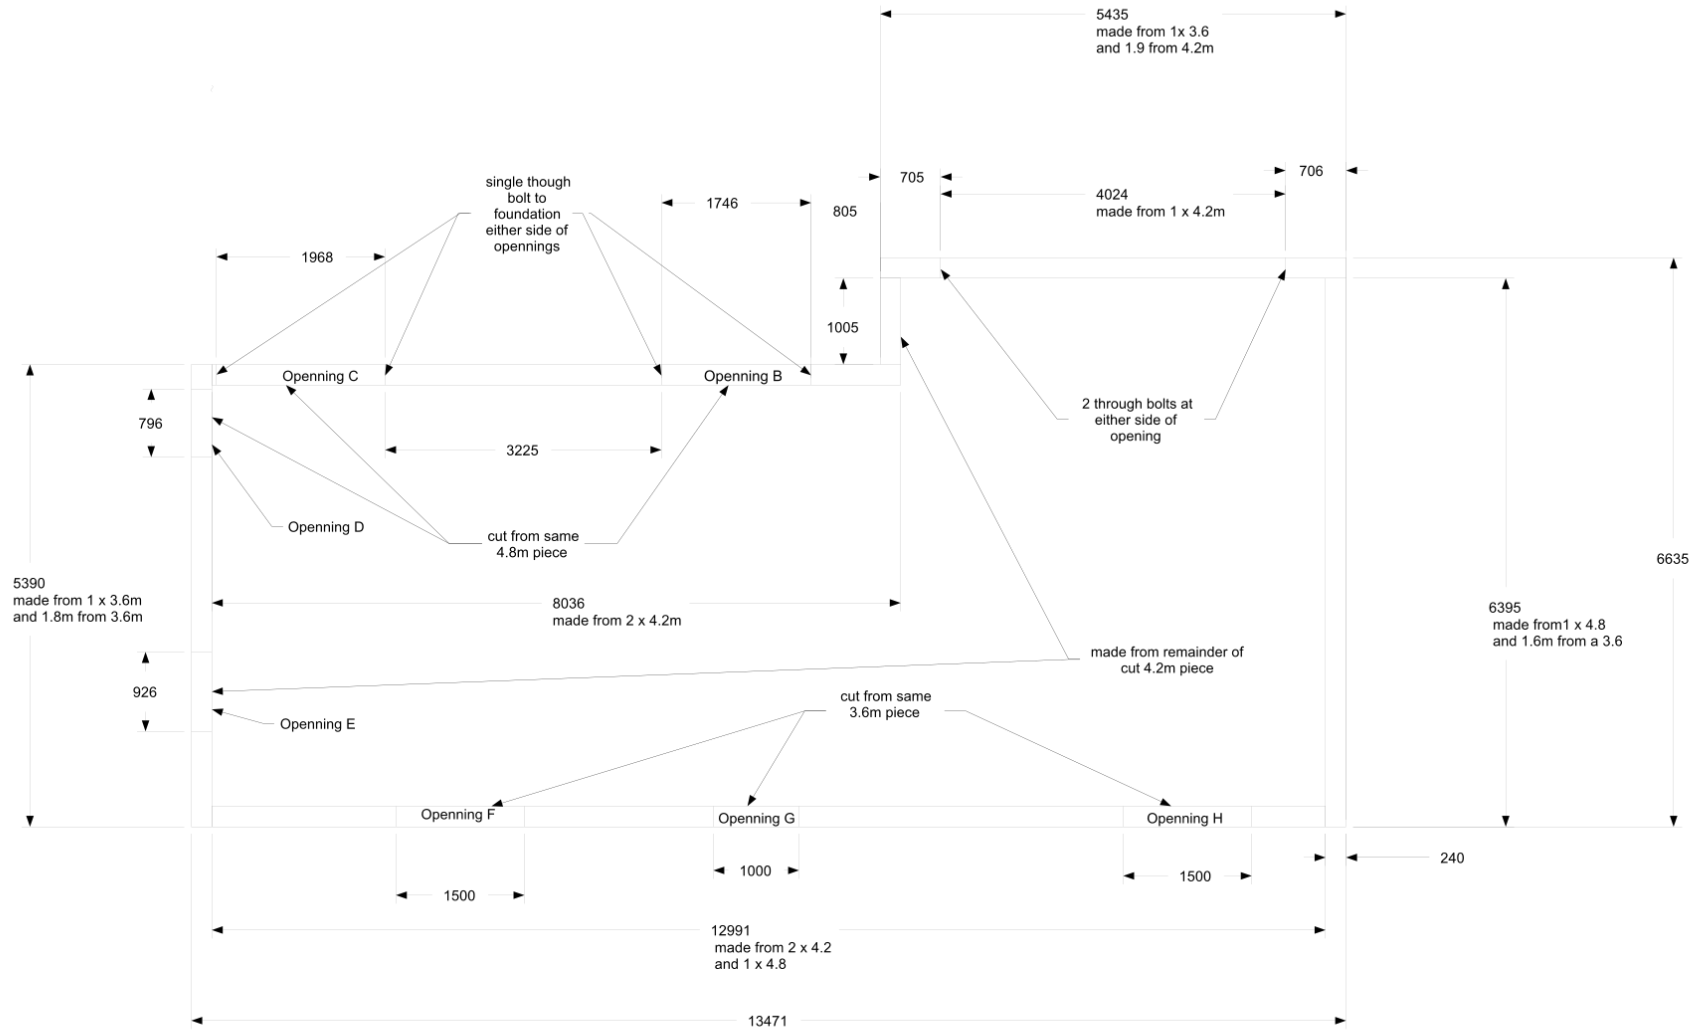 5435
made from 1x 3.6
and 1.9 from 4.2m
706
705
4024
made from 1 x 4.2m
805
single though
bolt to
foundation
either side of
opennings
1746
1968
1005
Openning C
Openning B
796
2 through bolts at
either side of
opening
3225
Openning D
cut from same
4.8m piece
6635
5390
made from 1 x 3.6m
and 1.8m from 3.6m
8036
made from 2 x 4.2m
6395
made from1 x 4.8
and 1.6m from a 3.6
made from remainder of
cut 4.2m piece
926
cut from same
3.6m piece
Openning E
Openning F
Openning G
Openning H
240
1000
1500
1500
12991
made from 2 x 4.2
and 1 x 4.8
13471